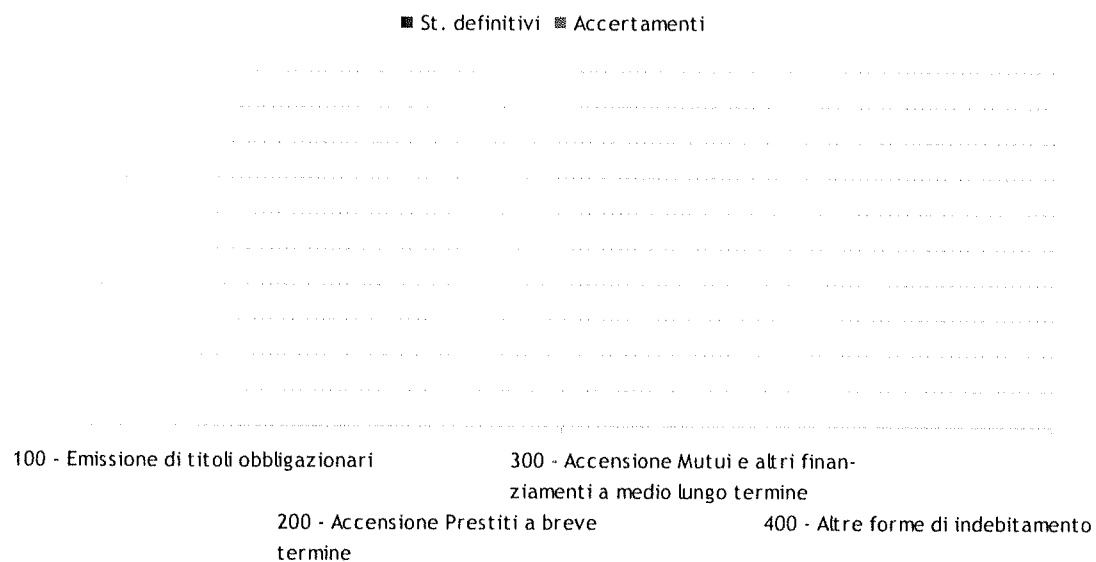 St. definitivi Accertamenti
100 - Emissione di titoli obbligazionari
300 - Accensione Mutui e altri finan-
ziamenti a medio lungo termine
200 - Accensione Prestiti a breve
termine
400 - Altre forme di indebitamento